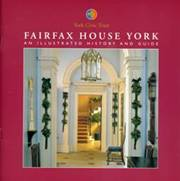 York Civic Trust
FAIRFAX HOUSE YORK
AN ILLUSTRATED HISTORY AND GUIDE